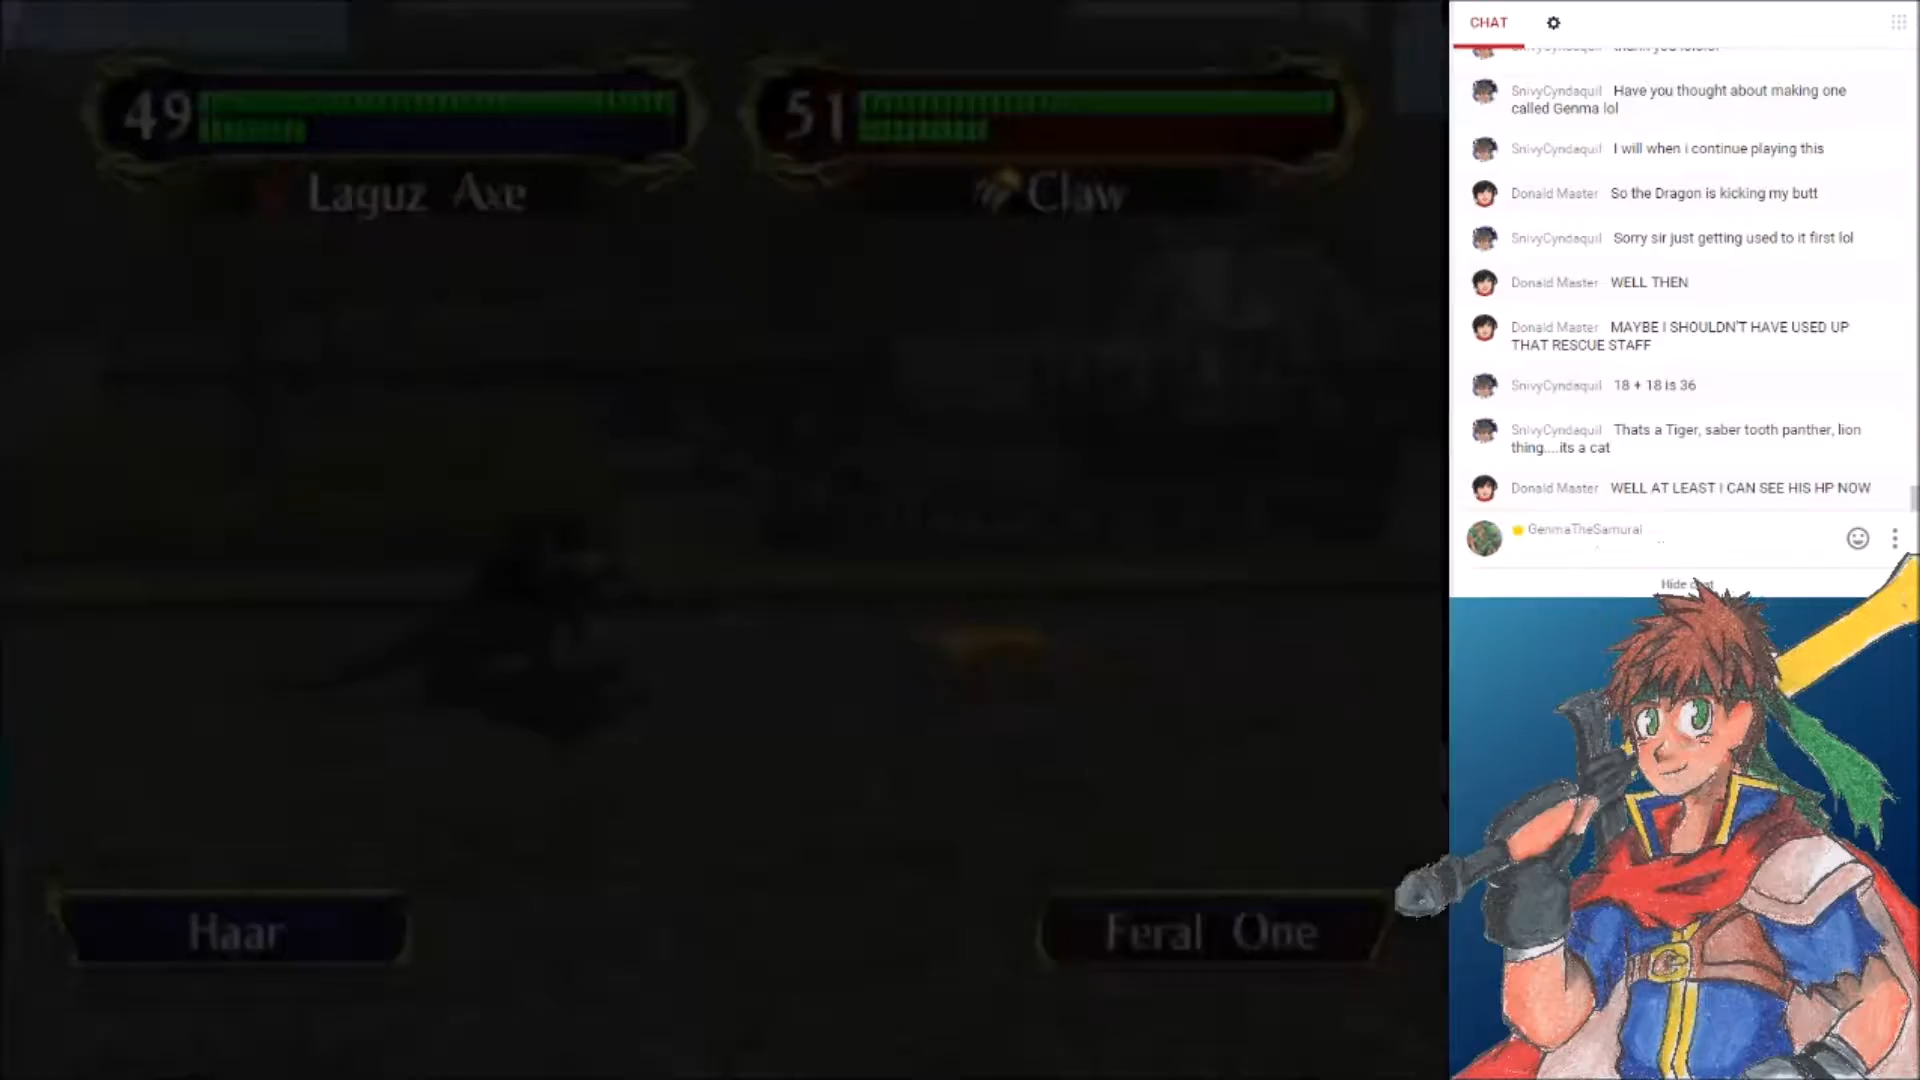 49
51
Laguz Axe
Claw
Haar
Feral One
CHAT
SnivyCyndaquil Have you thought about making one
called Genma lol
SnivyCyndaquil I will when i continue playing this
Donald Master So the Dragon is kicking my butt
SnivyCyndaquil Sorry sir just getting used to it first lol
Donald Master WELL THEN
Donald Master MAYBE I SHOULDN'T HAVE USED UP
THAT RESCUE STAFF
SnivyCyndaquil 18 + 18 is 36
SnivyCyndaquil Thats a Tiger, saber tooth panther, lion
thing....its a cat
Donald Master WELL AT LEAST I CAN SEE HIS HP NOW
GenmaTheSamurai
Hide